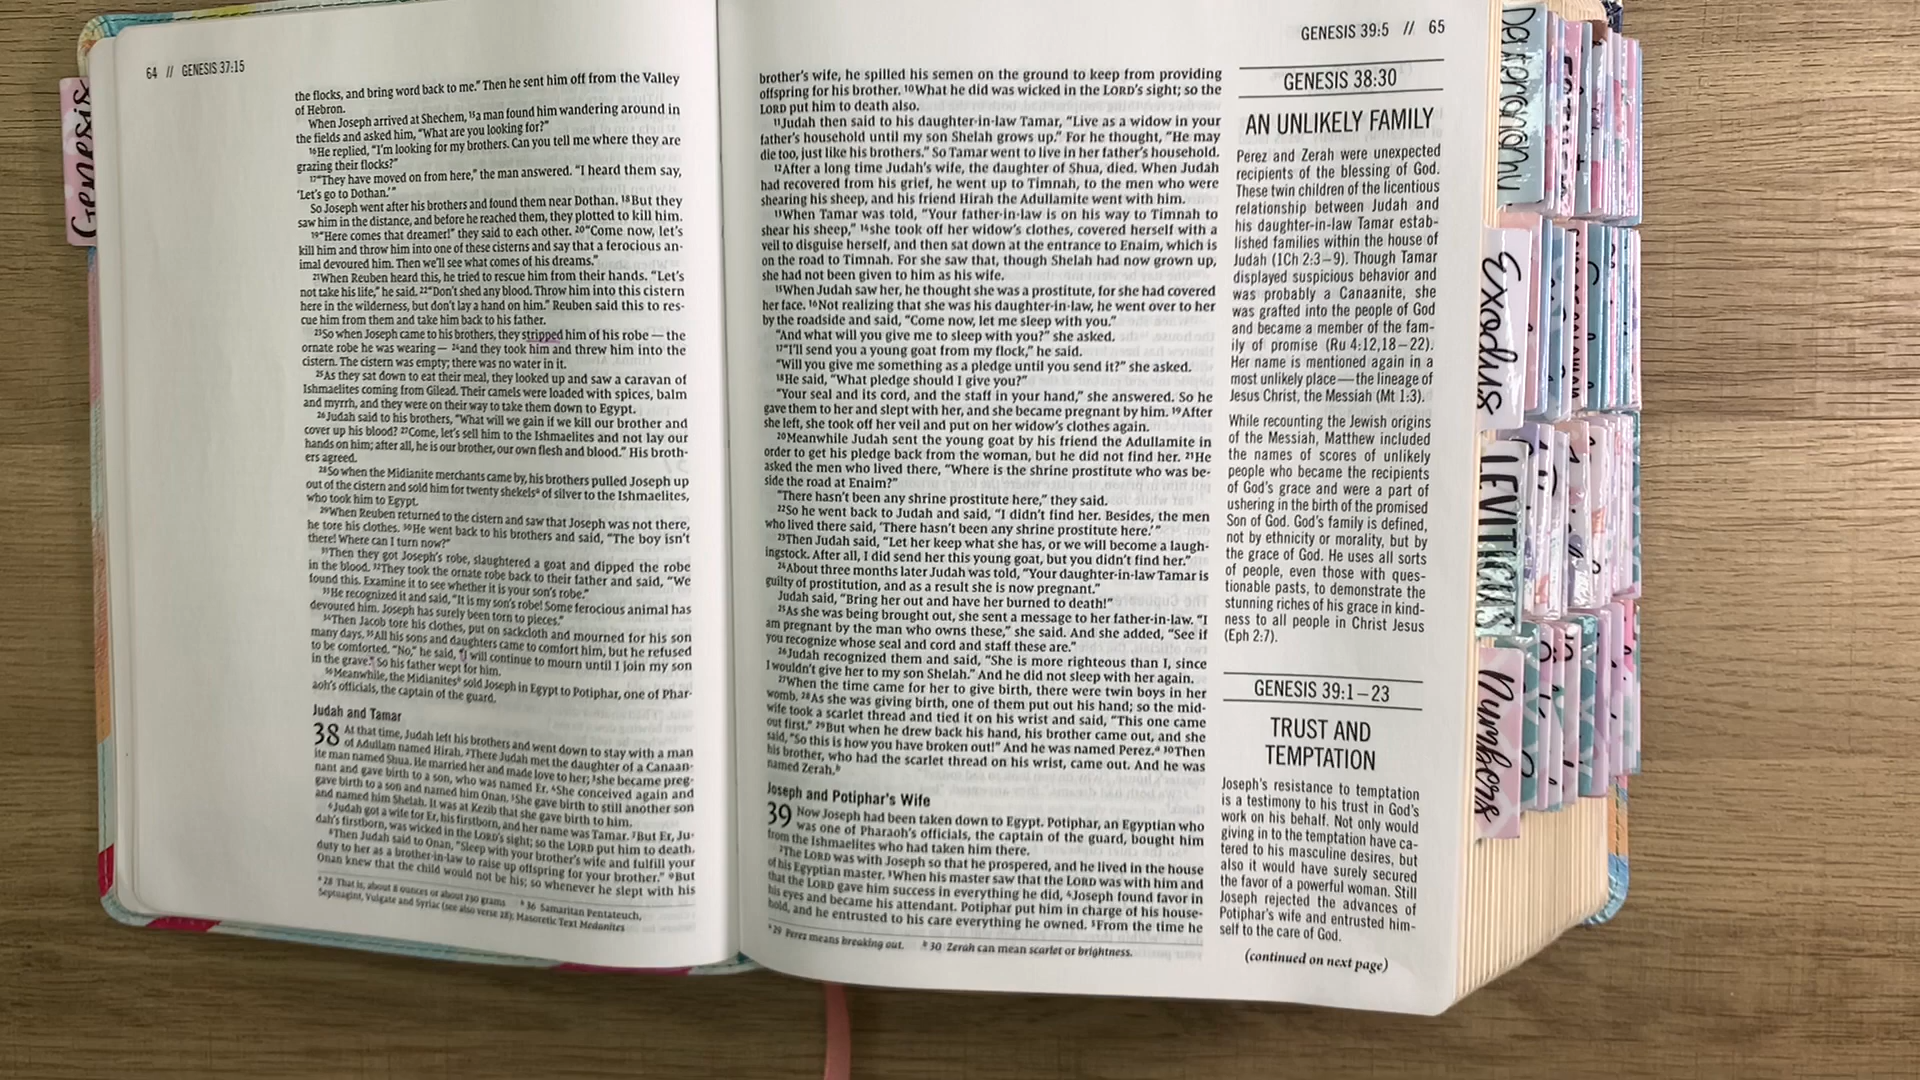 64 // GENESIS 37:15
the flocks, and bring word back to me." Then he sent him off from the Valley
of Hebron.
When Joseph arrived at Shechem, 15a man found him wandering around in
the fields and asked him, "What are you looking for?"
16He replied, "I'm looking for my brothers. Can you tell me where they are
grazing their flocks?"
17"They have moved on from here," the man answered. "I heard them say,
'Let's go to Dothan.'"
So Joseph went after his brothers and found them near Dothan. 18But they
saw him in the distance, and before he reached them, they plotted to kill him.
19"Here comes that dreamer!" they said to each other. 20"Come now, let's
kill him and throw him into one of these cisterns and say that a ferocious an-
imal devoured him. Then we'll see what comes of his dreams."
21When Reuben heard this, he tried to rescue him from their hands. "Let's
not take his life," he said. 22"Don't shed any blood. Throw him into this cistern
here in the wilderness, but don't lay a hand on him." Reuben said this to res-
cue him from them and take him back to his father.
23So when Joseph came to his brothers, they stripped him of his robe — the
ornate robe he was wearing — 24and they took him and threw him into the
cistern. The cistern was empty; there was no water in it.
25As they sat down to eat their meal, they looked up and saw a caravan of
Ishmaelites coming from Gilead. Their camels were loaded with spices, balm
and myrrh, and they were on their way to take them down to Egypt.
26Judah said to his brothers, "What will we gain if we kill our brother and
cover up his blood? 27Come, let's sell him to the Ishmaelites and not lay our
hands on him; after all, he is our brother, our own flesh and blood." His broth-
ers agreed.
28So when the Midianite merchants came by, his brothers pulled Joseph up
out of the cistern and sold him for twenty shekelsa of silver to the Ishmaelites,
who took him to Egypt.
29When Reuben returned to the cistern and saw that Joseph was not there,
he tore his clothes. 30He went back to his brothers and said, "The boy isn't
there! Where can I turn now?"
31Then they got Joseph's robe, slaughtered a goat and dipped the robe
in the blood. 32They took the ornate robe back to their father and said, "We
found this. Examine it to see whether it is your son's robe."
33He recognized it and said, "It is my son's robe! Some ferocious animal has
devoured him. Joseph has surely been torn to pieces."
34Then Jacob tore his clothes, put on sackcloth and mourned for his son
many days. 35All his sons and daughters came to comfort him, but he refused
to be comforted. "No," he said, "I will continue to mourn until I join my son
in the grave." So his father wept for him.
36Meanwhile, the Midianitesb sold Joseph in Egypt to Potiphar, one of Phar-
aoh's officials, the captain of the guard.
Judah and Tamar
38 At that time, Judah left his brothers and went down to stay with a man
of Adullam named Hirah. 2There Judah met the daughter of a Canaan-
ite man named Shua. He married her and made love to her; 3she became preg-
nant and gave birth to a son, who was named Er. 4She conceived again and
gave birth to a son and named him Onan. 5She gave birth to still another son
and named him Shelah. It was at Kezib that she gave birth to him.
6Judah got a wife for Er, his firstborn, and her name was Tamar. 7But Er, Ju-
dah's firstborn, was wicked in the LORD's sight; so the LORD put him to death.
8Then Judah said to Onan, "Sleep with your brother's wife and fulfill your
duty to her as a brother-in-law to raise up offspring for your brother." 9But
Onan knew that the child would not be his; so whenever he slept with his
a 28 That is, about 8 ounces or about 230 grams b 36 Samaritan Pentateuch,
Septuagint, Vulgate and Syriac (see also verse 28); Masoretic Text Medanites
GENESIS 39:5 // 65
brother's wife, he spilled his semen on the ground to keep from providing
offspring for his brother. 10What he did was wicked in the LORD's sight; so the
LORD put him to death also.
11Judah then said to his daughter-in-law Tamar, "Live as a widow in your
father's household until my son Shelah grows up." For he thought, "He may
die too, just like his brothers." So Tamar went to live in her father's household.
12After a long time Judah's wife, the daughter of Shua, died. When Judah
had recovered from his grief, he went up to Timnah, to the men who were
shearing his sheep, and his friend Hirah the Adullamite went with him.
13When Tamar was told, "Your father-in-law is on his way to Timnah to
shear his sheep," 14she took off her widow's clothes, covered herself with a
veil to disguise herself, and then sat down at the entrance to Enaim, which is
on the road to Timnah. For she saw that, though Shelah had now grown up,
she had not been given to him as his wife.
15When Judah saw her, he thought she was a prostitute, for she had covered
her face. 16Not realizing that she was his daughter-in-law, he went over to her
by the roadside and said, "Come now, let me sleep with you."
"And what will you give me to sleep with you?" she asked.
17"I'll send you a young goat from my flock," he said.
"Will you give me something as a pledge until you send it?" she asked.
18He said, "What pledge should I give you?"
"Your seal and its cord, and the staff in your hand," she answered. So he
gave them to her and slept with her, and she became pregnant by him. 19After
she left, she took off her veil and put on her widow's clothes again.
20Meanwhile Judah sent the young goat by his friend the Adullamite in
order to get his pledge back from the woman, but he did not find her. 21He
asked the men who lived there, "Where is the shrine prostitute who was be-
side the road at Enaim?"
"There hasn't been any shrine prostitute here," they said.
22So he went back to Judah and said, "I didn't find her. Besides, the men
who lived there said, 'There hasn't been any shrine prostitute here.'"
23Then Judah said, "Let her keep what she has, or we will become a laugh-
ingstock. After all, I did send her this young goat, but you didn't find her."
24About three months later Judah was told, "Your daughter-in-law Tamar is
guilty of prostitution, and as a result she is now pregnant."
Judah said, "Bring her out and have her burned to death!"
25As she was being brought out, she sent a message to her father-in-law. "I
am pregnant by the man who owns these," she said. And she added, "See if
you recognize whose seal and cord and staff these are."
26Judah recognized them and said, "She is more righteous than I, since
I wouldn't give her to my son Shelah." And he did not sleep with her again.
27When the time came for her to give birth, there were twin boys in her
womb. 28As she was giving birth, one of them put out his hand; so the mid-
wife took a scarlet thread and tied it on his wrist and said, "This one came
out first." 29But when he drew back his hand, his brother came out, and she
said, "So this is how you have broken out!" And he was named Perez.a 30Then
his brother, who had the scarlet thread on his wrist, came out. And he was
named Zerah.b
Joseph and Potiphar's Wife
39 Now Joseph had been taken down to Egypt. Potiphar, an Egyptian who
was one of Pharaoh's officials, the captain of the guard, bought him
from the Ishmaelites who had taken him there.
2The LORD was with Joseph so that he prospered, and he lived in the house
of his Egyptian master. 3When his master saw that the LORD was with him and
that the LORD gave him success in everything he did, 4Joseph found favor in
his eyes and became his attendant. Potiphar put him in charge of his house-
hold, and he entrusted to his care everything he owned. 5From the time he
a 29 Perez means breaking out. b 30 Zerah can mean scarlet or brightness.
GENESIS 38:30
AN UNLIKELY FAMILY
Perez and Zerah were unexpected
recipients of the blessing of God.
These twin children of the licentious
relationship between Judah and
his daughter-in-law Tamar estab-
lished families within the house of
Judah (1Ch 2:3–9). Though Tamar
displayed suspicious behavior and
was probably a Canaanite, she
was grafted into the people of God
and became a member of the fam-
ily of promise (Ru 4:12,18–22).
Her name is mentioned again in a
most unlikely place—the lineage of
Jesus Christ, the Messiah (Mt 1:3).
While recounting the Jewish origins
of the Messiah, Matthew included
the names of scores of unlikely
people who became the recipients
of God's grace and were a part of
ushering in the birth of the promised
Son of God. God's family is defined,
not by ethnicity or morality, but by
the grace of God. He uses all sorts
of people, even those with ques-
tionable pasts, to demonstrate the
stunning riches of his grace in kind-
ness to all people in Christ Jesus
(Eph 2:7).
GENESIS 39:1–23
TRUST AND
TEMPTATION
Joseph's resistance to temptation
is a testimony to his trust in God's
work on his behalf. Not only would
giving in to the temptation have ca-
tered to his masculine desires, but
also it would have surely secured
the favor of a powerful woman. Still
Joseph rejected the advances of
Potiphar's wife and entrusted him-
self to the care of God.
(continued on next page)
Genesis
Deuteronomy
Exodus
LEVITICUS
Numbers